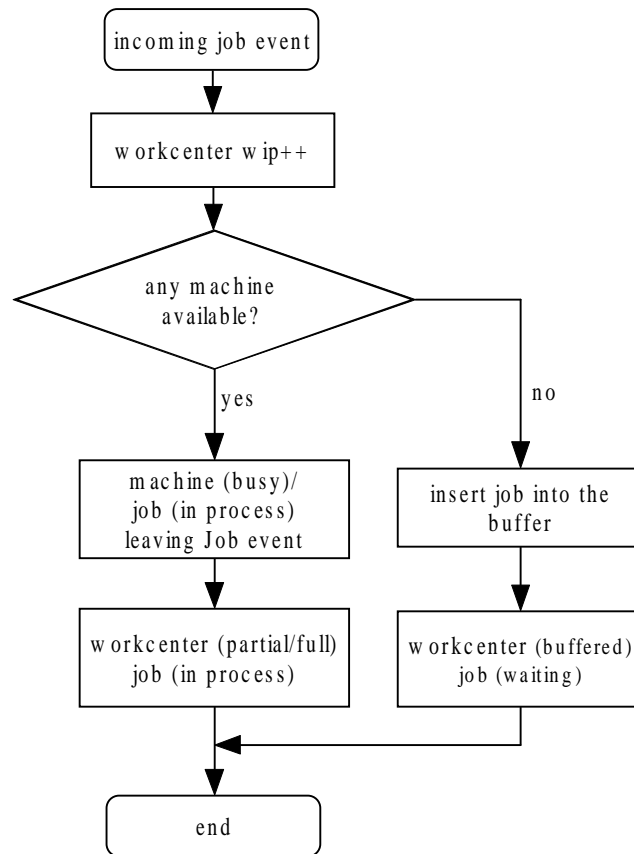 incoming job event
workcenter wip++
any machine
available?
yes
no
machine (busy)/
job (in process)
leaving Job event
insert job into the
buffer
workcenter (partial/full)
job (in process)
workcenter (buffered)
job (waiting)
end